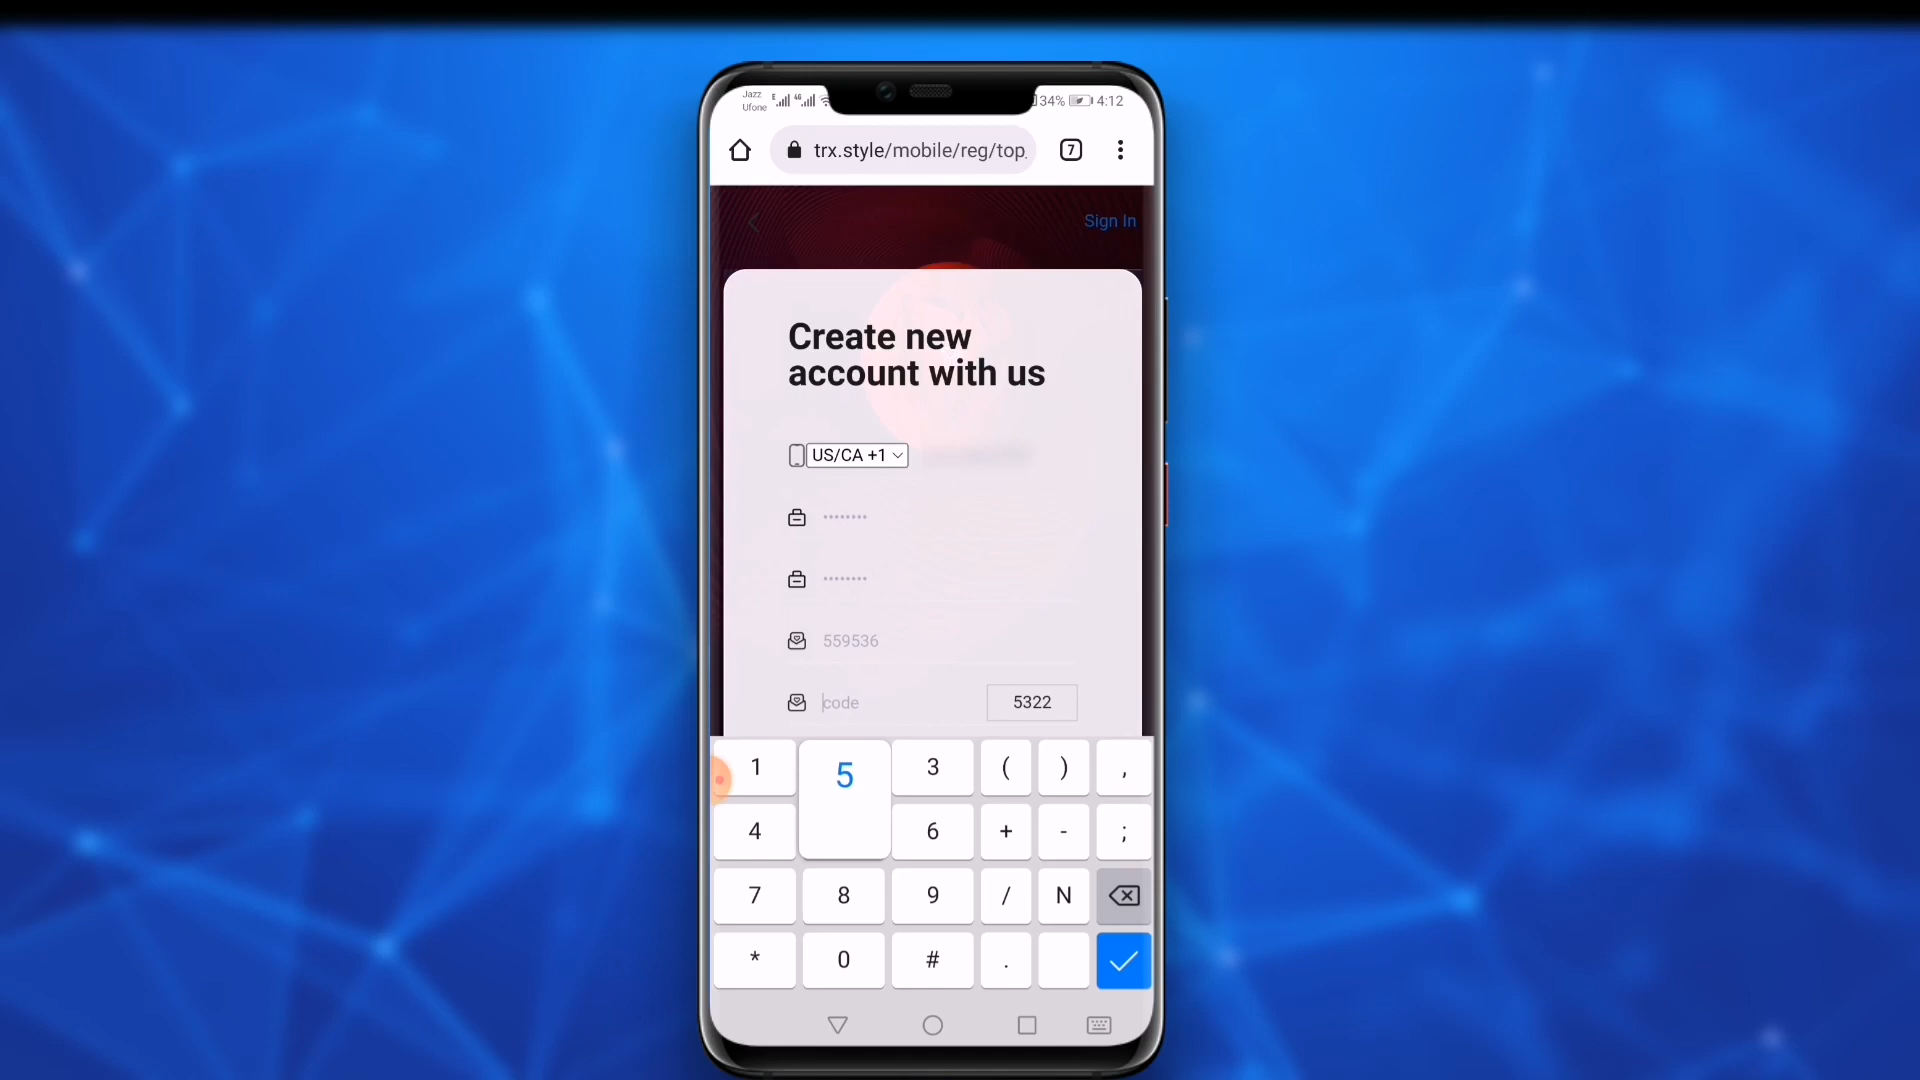 Jazz
Ufone
E 4G 34% 4:12
trx.style/mobile/reg/top
7
Sign In
Create new
account with us
US/CA +1
••••••••
••••••••
559536
code 5322
1 5 3 ( ) ,
4 6 + - ;
7 8 9 / N
* 0 # .